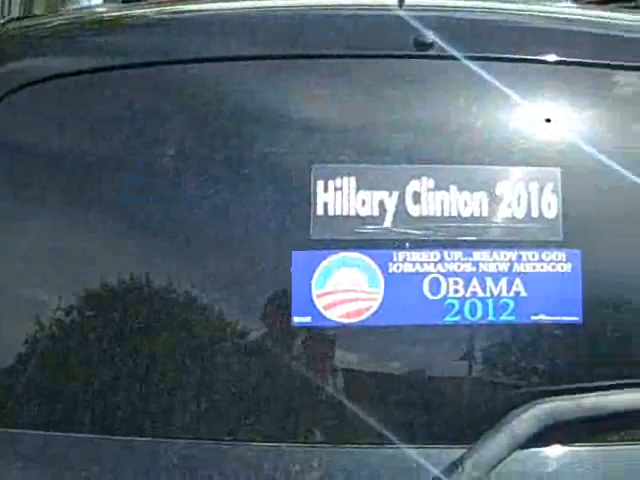 Hillary Clinton 2016
¡FIRED UP...READY TO GO!
¡OBAMANOS, NEW MEXICO!
OBAMA
2012